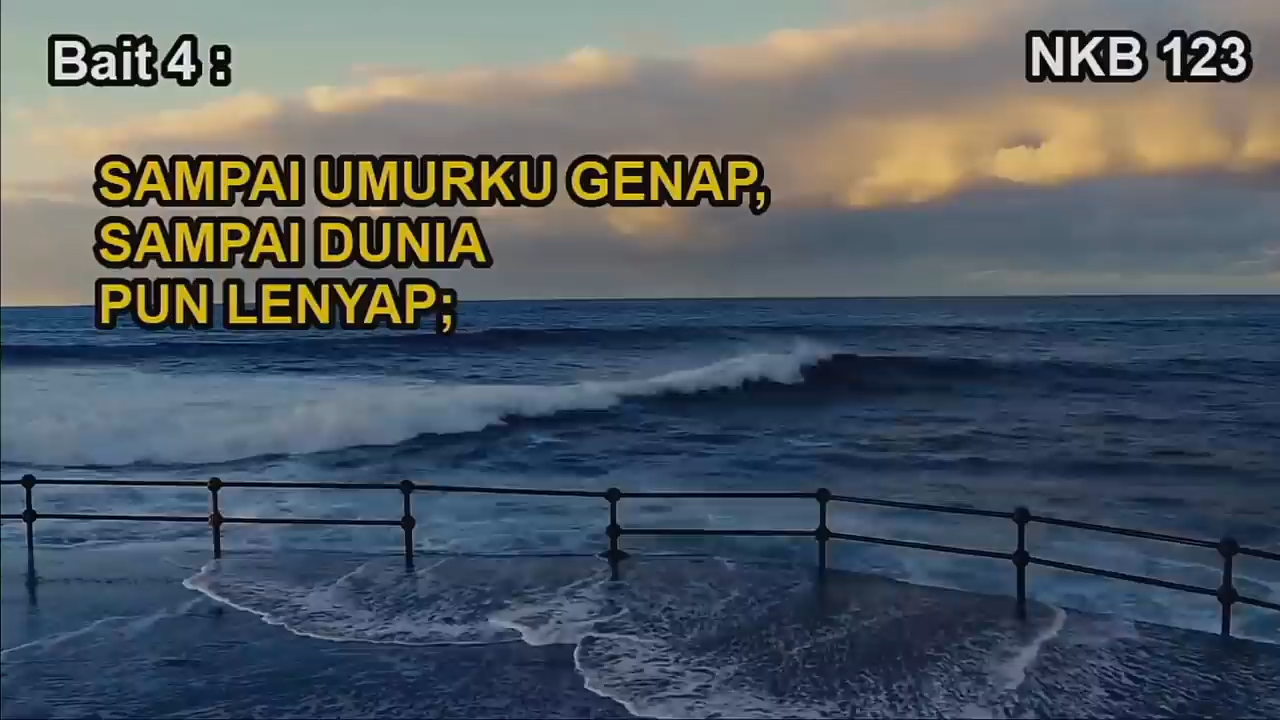 Bait 4 :
NKB 123
SAMPAI UMURKU GENAP,
SAMPAI DUNIA
PUN LENYAP;